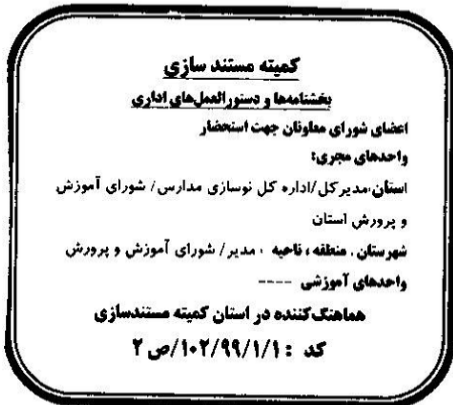 کمیته مستند سازی
بخشنامه‌ها و دستورالعمل‌های اداری
اعضای شورای معاونان جهت استحضار
واحدهای مجری:
استان،مدیرکل/اداره کل نوسازی مدارس/ شورای آموزش
و پرورش استان
شهرستان . منطقه ، ناحیه ، مدیر/ شورای آموزش و پرورش
واحدهای آموزشی ----
هماهنگ‌کننده در استان کمیته مستندسازی
کد : ۱۰۲/۹۹/۱/۱/ص ۲